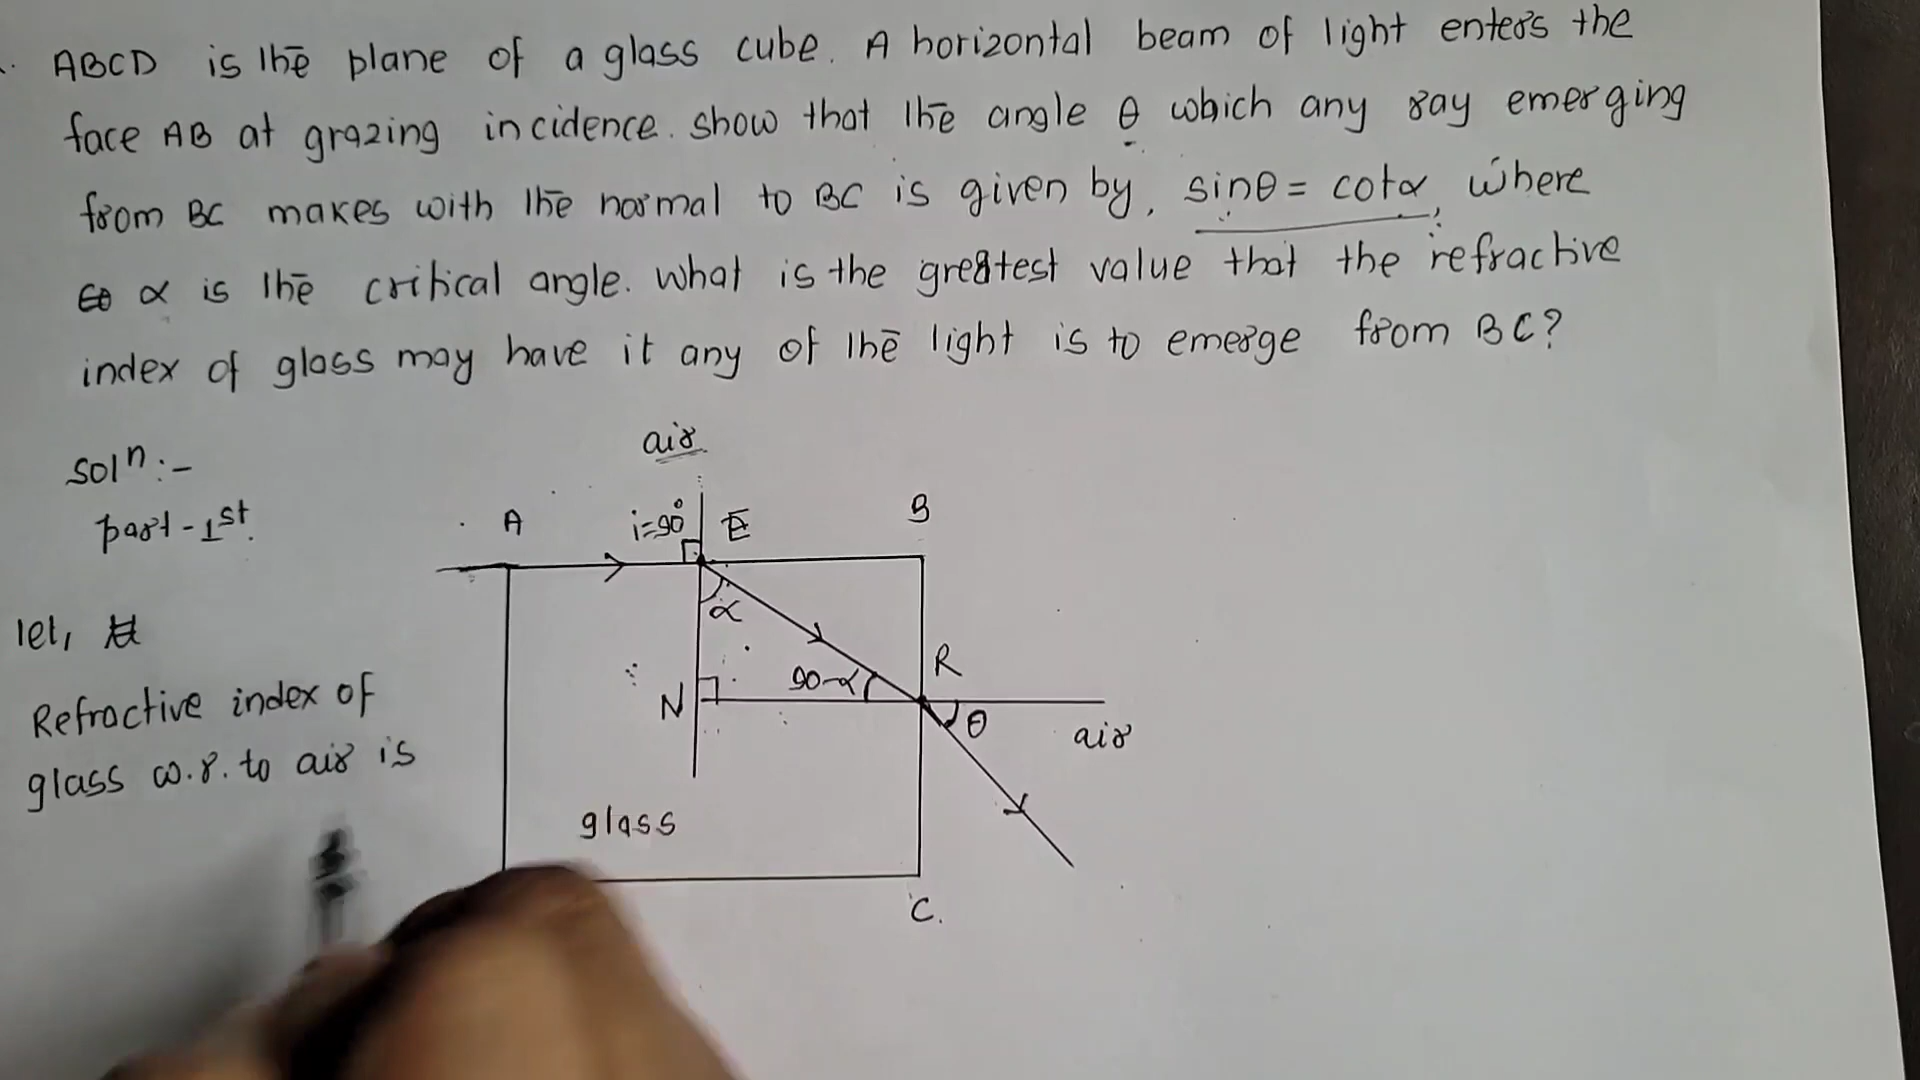 ABCD is the plane of a glass cube. A horizontal beam of light enters the
face AB at grazing incidence. show that the angle θ which any ray emerging
from BC makes with the normal to BC is given by, sinθ = cotα, where
α is the critical angle. what is the greatest value that the refractive
index of glass may have it any of the light is to emerge from BC?
soln:-
part-1st.
air
A
i=90°
E
B
α
let,
R
90-α
N
θ
air
Refractive index of
glass w.r.to air is
glass
C.